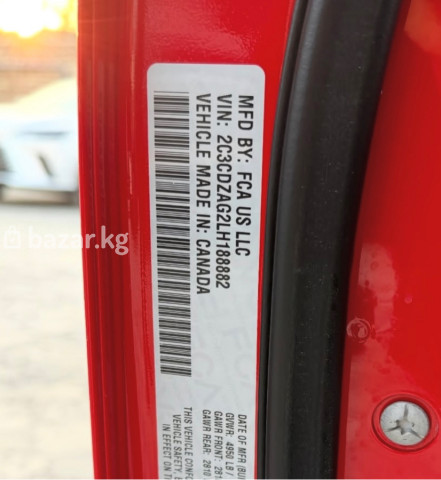 MFD BY: FCA US LLC
VIN: 2C3CDZAG2LH188882
VEHICLE MADE IN: CANADA
DATE OF MFR
GVWR: 4950 LB /
GAWR FRONT:
GAWR REAR: 2810
THIS VEHICLE
IN EFFECT ON
VEHICLE SAFETY,
bazar.kg